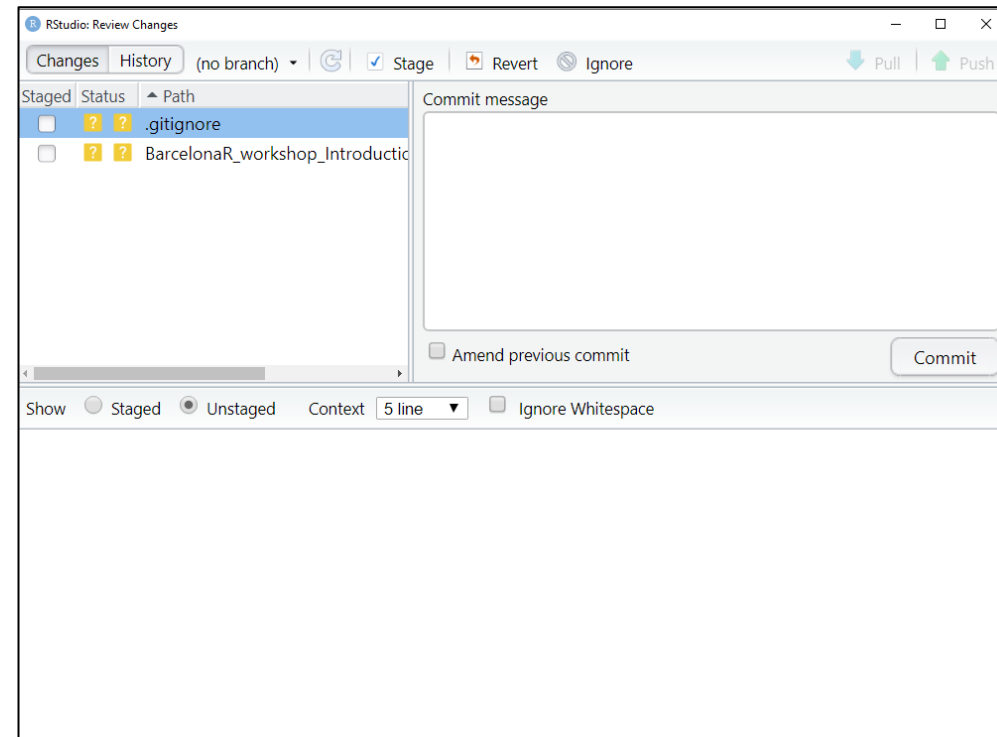 RStudio: Review Changes
Changes History (no branch) Stage Revert Ignore Pull Push
Staged Status Path
Commit message
? ? .gitignore
? ? BarcelonaR_workshop_Introductic
Amend previous commit
Commit
Show Staged Unstaged Context 5 line Ignore Whitespace